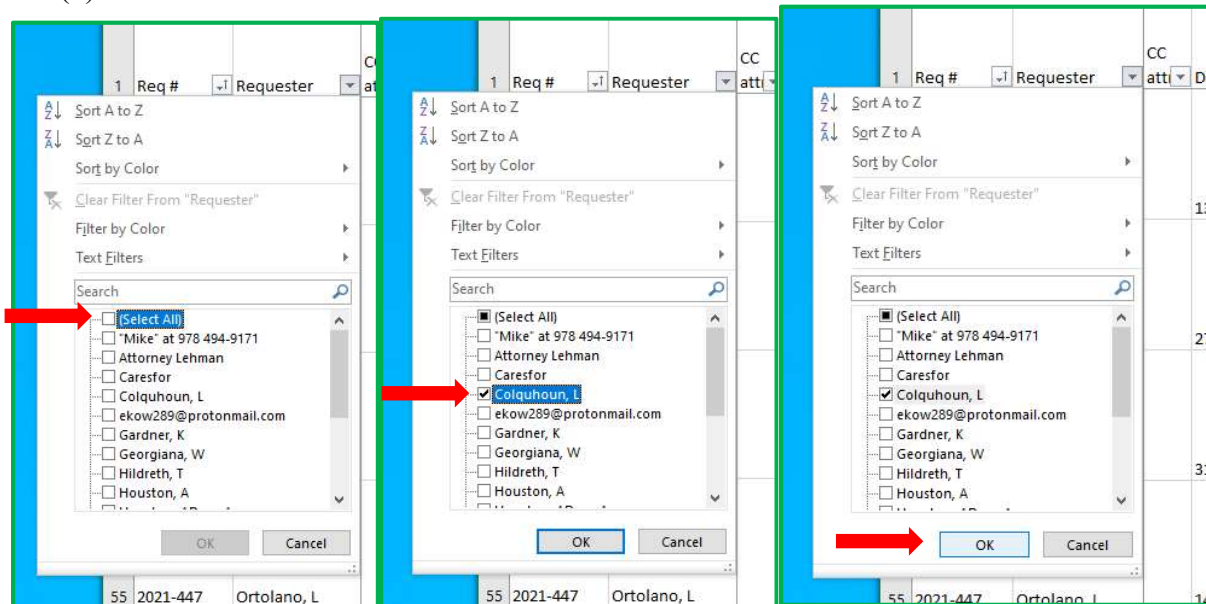 CC
1 Req # Requester at
Sort A to Z
Sort Z to A
Sort by Color
Clear Filter From "Requester"
Filter by Color
Text Filters
Search
(Select All)
"Mike" at 978 494-9171
Attorney Lehman
Caresfor
Colquhoun, L
ekow289@protonmail.com
Gardner, K
Georgiana, W
Hildreth, T
Houston, A
OK Cancel
55 2021-447 Ortolano, L
CC
1 Req # Requester att
Sort A to Z
Sort Z to A
Sort by Color
Clear Filter From "Requester"
Filter by Color
Text Filters
Search
(Select All)
"Mike" at 978 494-9171
Attorney Lehman
Caresfor
Colquhoun, L
ekow289@protonmail.com
Gardner, K
Georgiana, W
Hildreth, T
Houston, A
OK Cancel
55 2021-447 Ortolano, L
CC
1 Req # Requester att D
Sort A to Z
Sort Z to A
Sort by Color
Clear Filter From "Requester"
13
Filter by Color
Text Filters
Search
(Select All)
"Mike" at 978 494-9171
27
Attorney Lehman
Caresfor
Colquhoun, L
ekow289@protonmail.com
Gardner, K
Georgiana, W
Hildreth, T
31
Houston, A
OK Cancel
55 2021-447 Ortolano, L